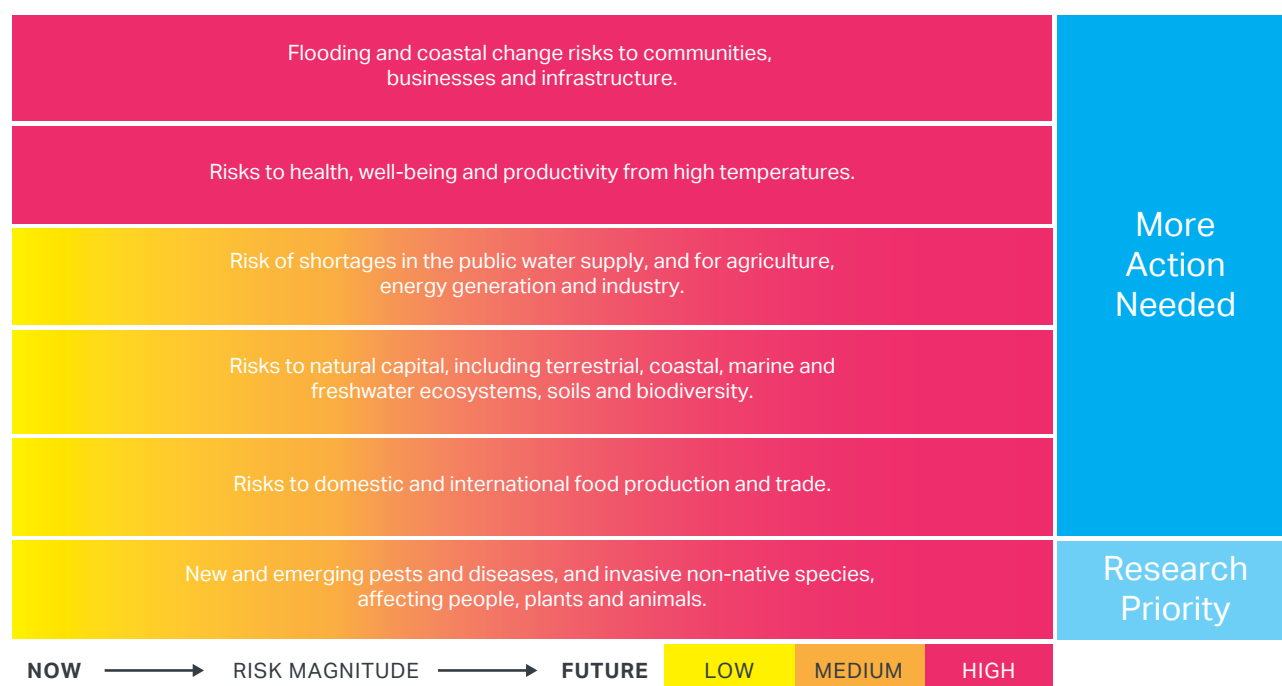 Flooding and coastal change risks to communities,
businesses and infrastructure.
Risks to health, well-being and productivity from high temperatures.
Risk of shortages in the public water supply, and for agriculture,
energy generation and industry.
Risks to natural capital, including terrestrial, coastal, marine and
freshwater ecosystems, soils and biodiversity.
Risks to domestic and international food production and trade.
More
Action
Needed
New and emerging pests and diseases, and invasive non-native species,
affecting people, plants and animals.
Research
Priority
NOW RISK MAGNITUDE FUTURE LOW MEDIUM HIGH